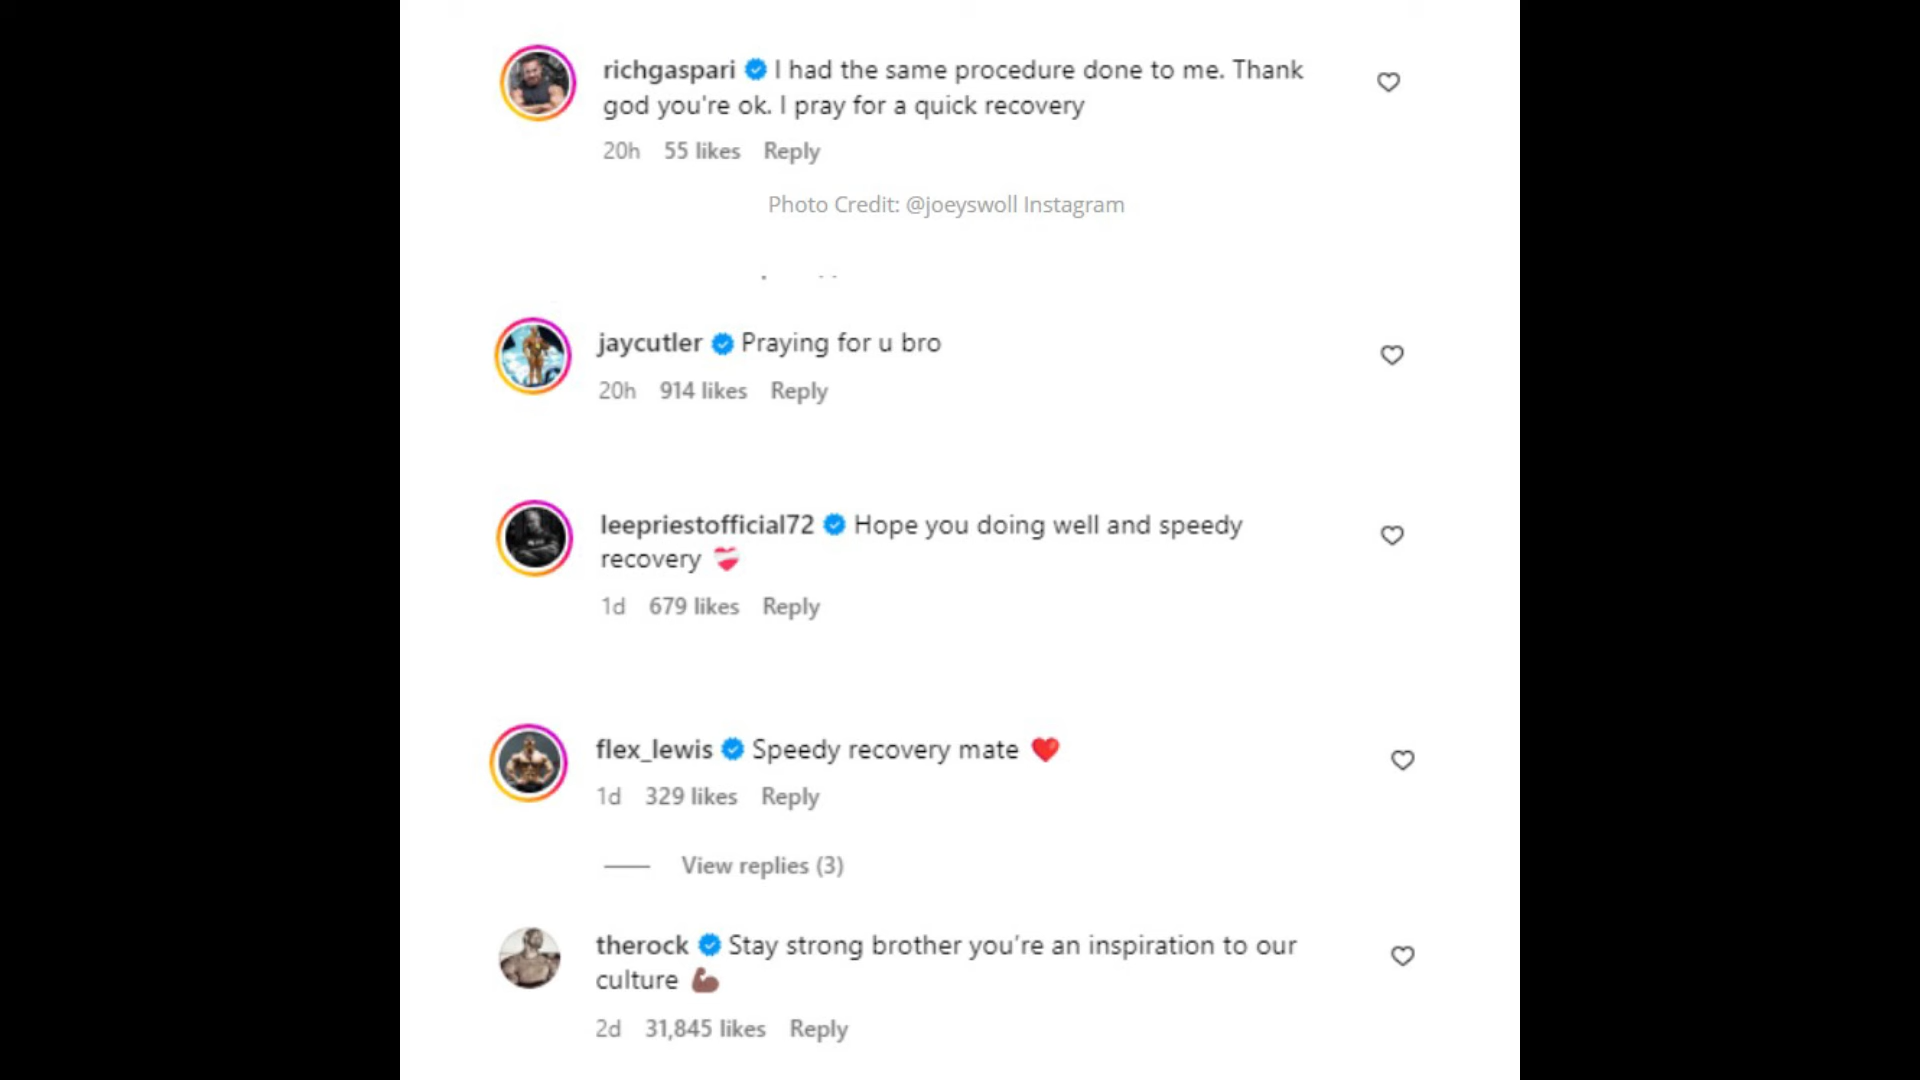 richgaspari I had the same procedure done to me. Thank
god you're ok. I pray for a quick recovery
20h 55 likes Reply
Photo Credit: @joeyswoll Instagram
jaycutler Praying for u bro
20h 914 likes Reply
leepriestofficial72 Hope you doing well and speedy
recovery ❤️‍🩹
1d 679 likes Reply
flex_lewis Speedy recovery mate ❤️
1d 329 likes Reply
View replies (3)
therock Stay strong brother you’re an inspiration to our
culture 💪🏾
2d 31,845 likes Reply